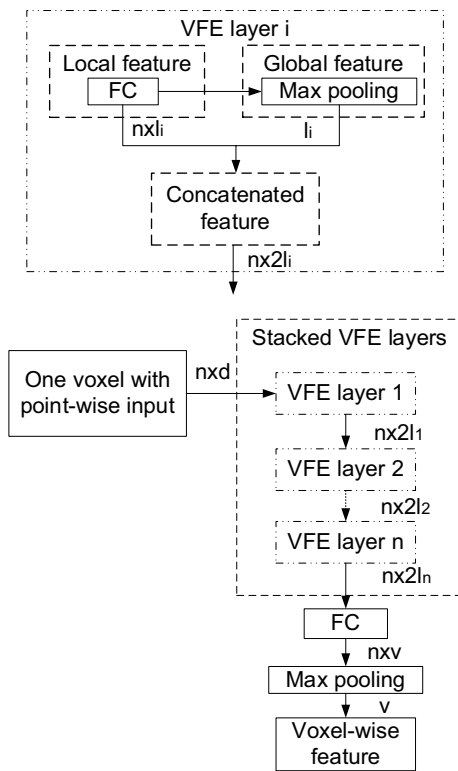 VFE layer i
Local feature
Global feature
FC
Max pooling
nxli
li
Concatenated
feature
nx2li
Stacked VFE layers
One voxel with
point-wise input
nxd
VFE layer 1
nx2l1
VFE layer 2
nx2l2
VFE layer n
nx2ln
FC
nxv
Max pooling
v
Voxel-wise
feature